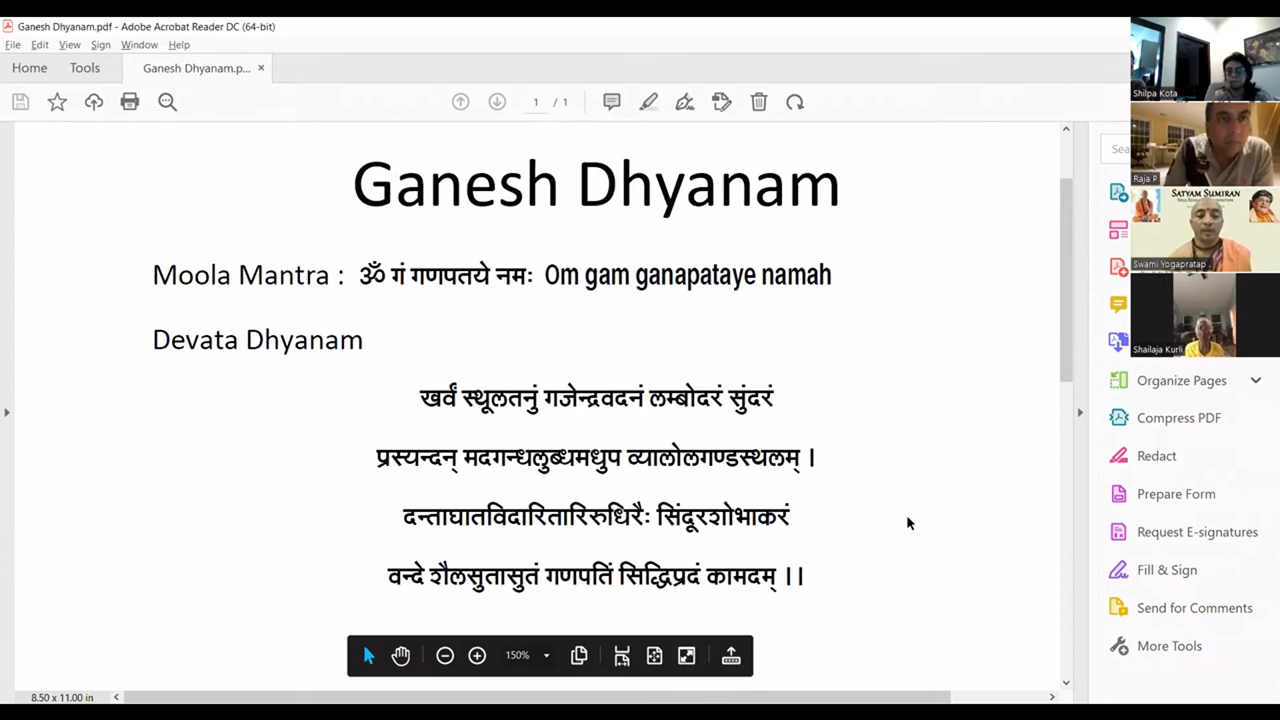 Ganesh Dhyanam.pdf - Adobe Acrobat Reader DC (64-bit)
File Edit View Sign Window Help
Home Tools Ganesh Dhyanam.p... ×
1 / 1
Ganesh Dhyanam
Moola Mantra : ॐ गं गणपतये नमः Om gam ganapataye namah
Devata Dhyanam
खर्वं स्थूलतनुं गजेन्द्रवदनं लम्बोदरं सुंदरं
प्रस्यन्दन् मदगन्धलुब्धमधुप व्यालोलगण्डस्थलम् ।
दन्ताघातविदारितारिरुधिरैः सिंदूरशोभाकरं
वन्दे शैलसुतासुतं गणपतिं सिद्धिप्रदं कामदम् ।।
150%
8.50 x 11.00 in
Sea
Shilpa Kota
Raja P
SATYAM SUMIRAN
Swami Yogapratap
Shailaja Kurli
Organize Pages
Compress PDF
Redact
Prepare Form
Request E-signatures
Fill & Sign
Send for Comments
More Tools